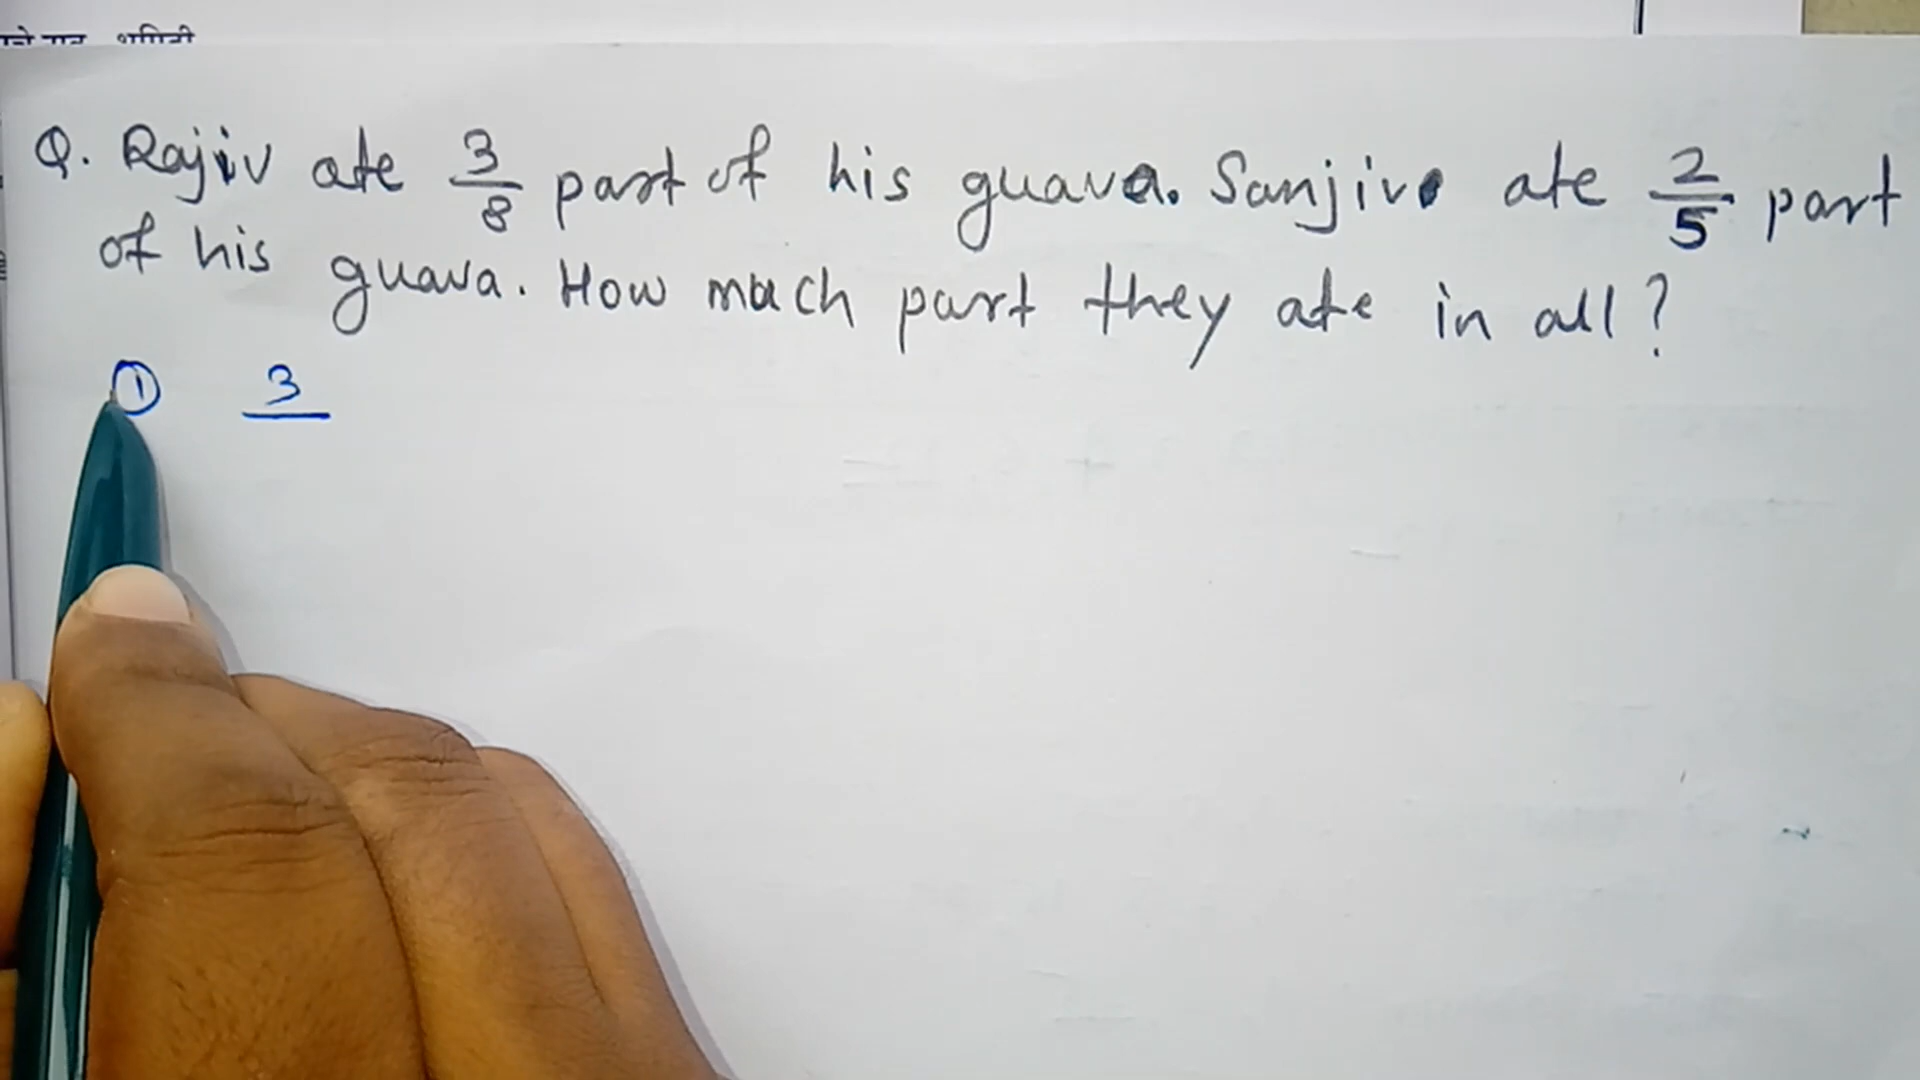 Q. Rajiv ate 3/8 part of his guava. Sanjiv ate 2/5 part
of his guava. How much part they ate in all?
① 3